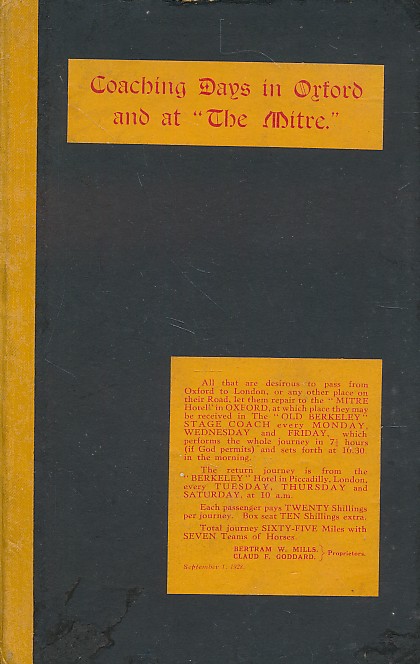 Coaching Days in Oxford
and at "The Mitre."
All that are desirous to pass from
Oxford to London, or any other place on
their Road, let them repair to the "MITRE
Hotell" in OXFORD, at which place they may
be received in The "OLD BERKELEY"
STAGE COACH every MONDAY,
WEDNESDAY and FRIDAY, which
performs the whole journey in 7½ hours
(if God permits) and sets forth at 10.30
in the morning.
The return journey is from the
"BERKELEY" Hotel in Piccadilly, London,
every TUESDAY, THURSDAY and
SATURDAY, at 10 a.m.
Each passenger pays TWENTY Shillings
per journey. Box seat TEN Shillings extra.
Total journey SIXTY-FIVE Miles with
SEVEN Teams of Horses.
BERTRAM W. MILLS.
CLAUD F. GODDARD. } Proprietors.
September 1, 1928.